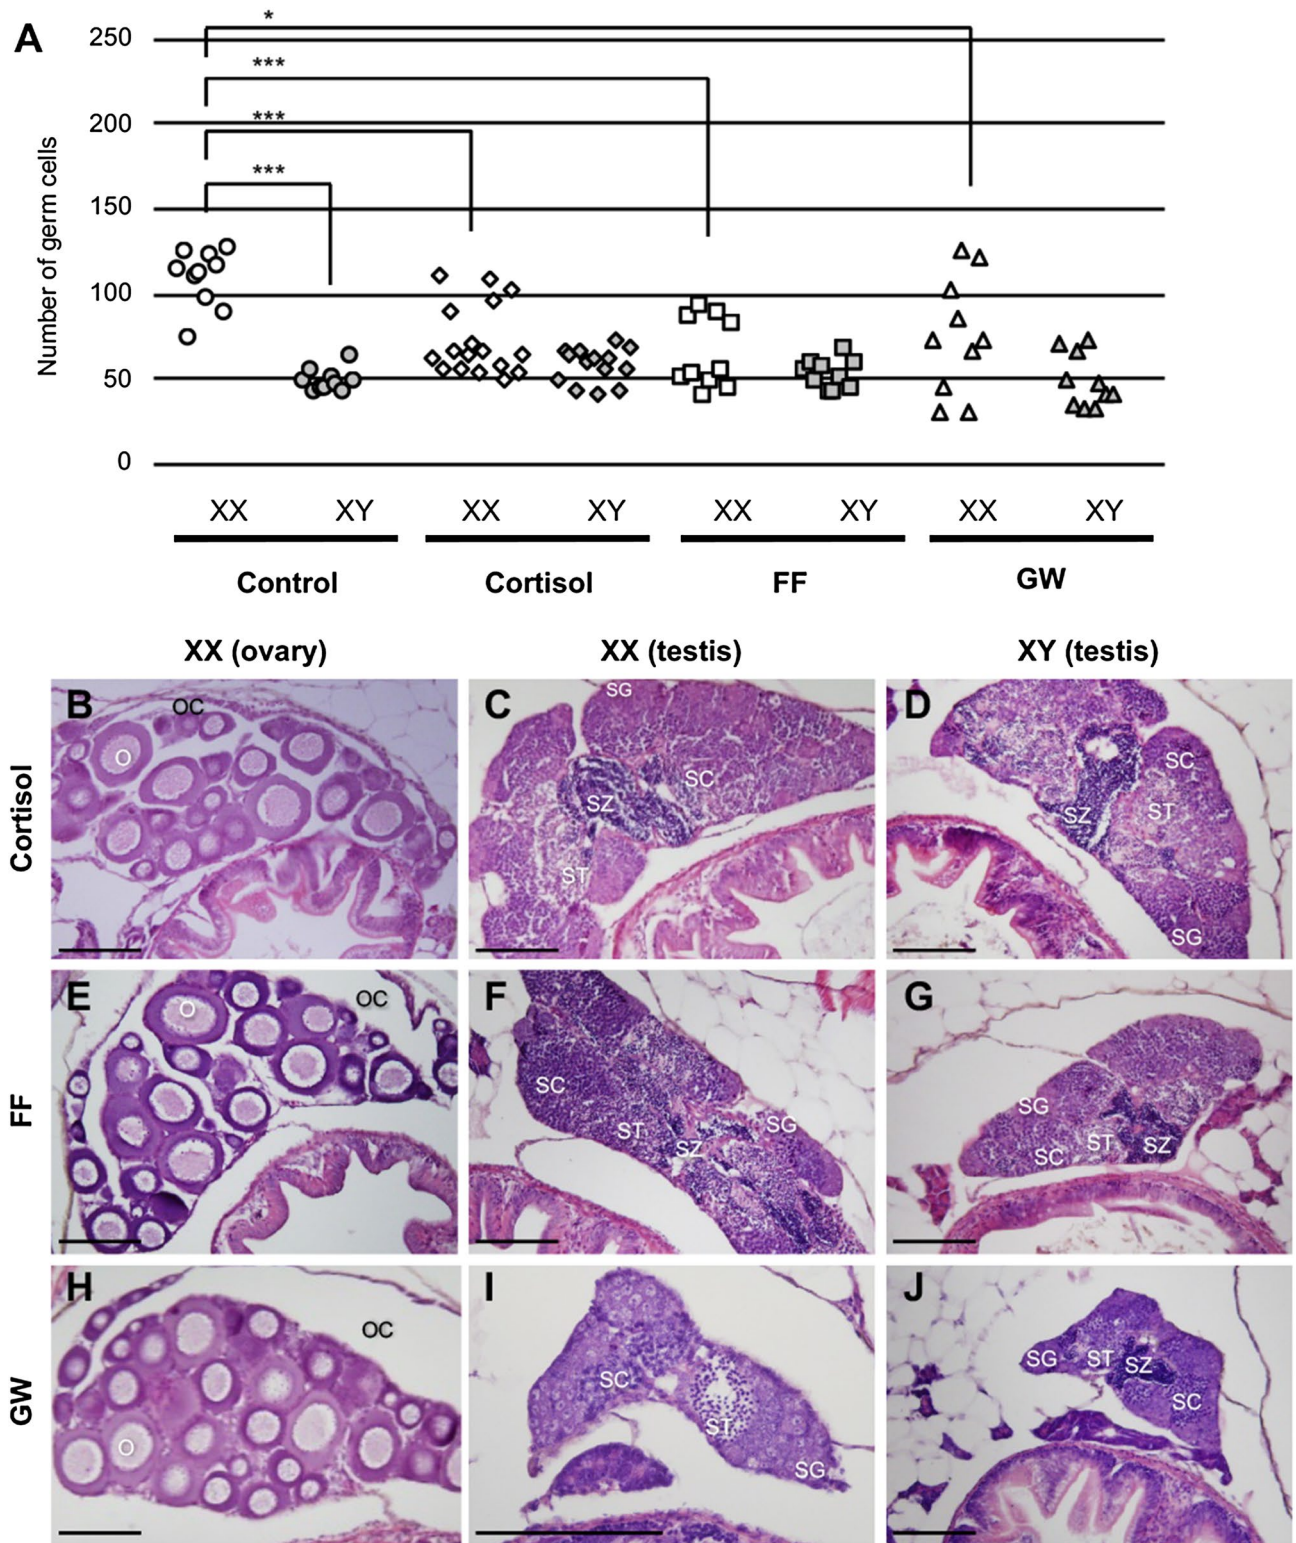 A
*
***
***
***
Number of germ cells
250
200
150
100
50
0
XX XY XX XY XX XY XX XY
Control Cortisol FF GW
XX (ovary) XX (testis) XY (testis)
Cortisol
B
OC
O
C
SG
SC
SZ
ST
D
SC
SZ
ST
SG
FF
E
O
OC
F
SC
ST
SZ
SG
G
SG
SC
ST
SZ
GW
H
OC
O
I
SC
ST
SG
J
SG
ST
SZ
SC